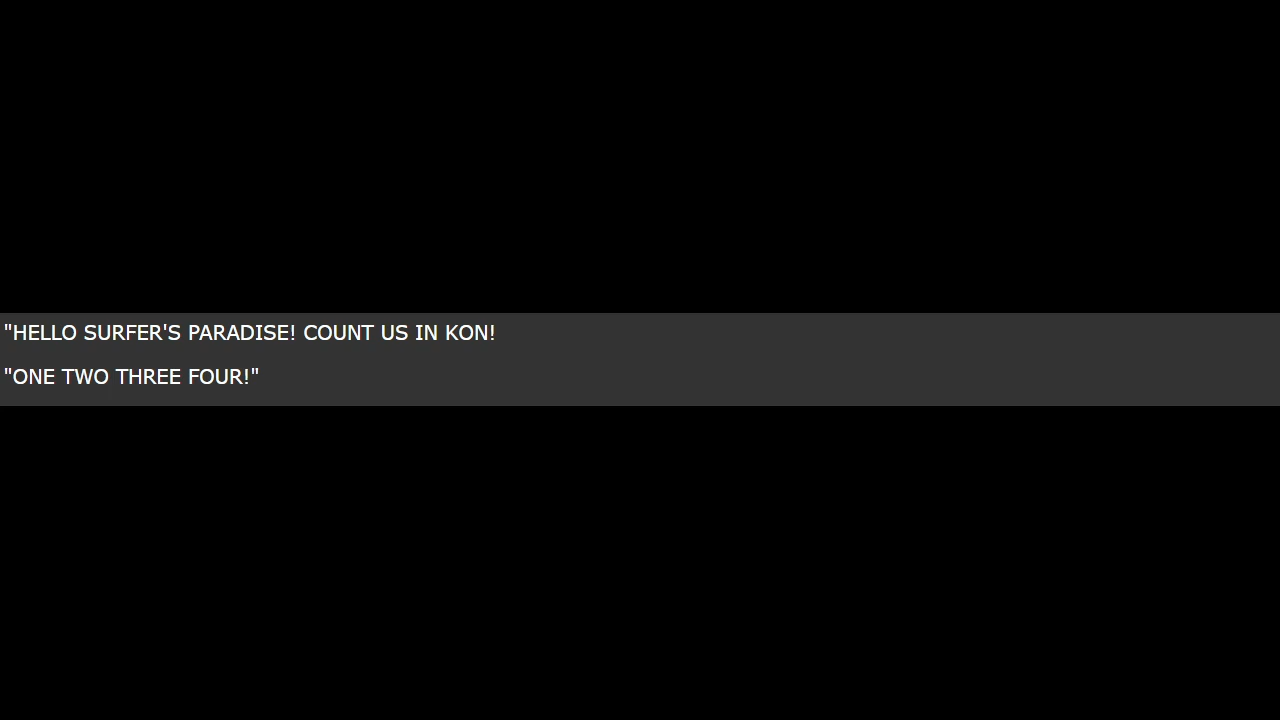 "HELLO SURFER'S PARADISE! COUNT US IN KON!
"ONE TWO THREE FOUR!"